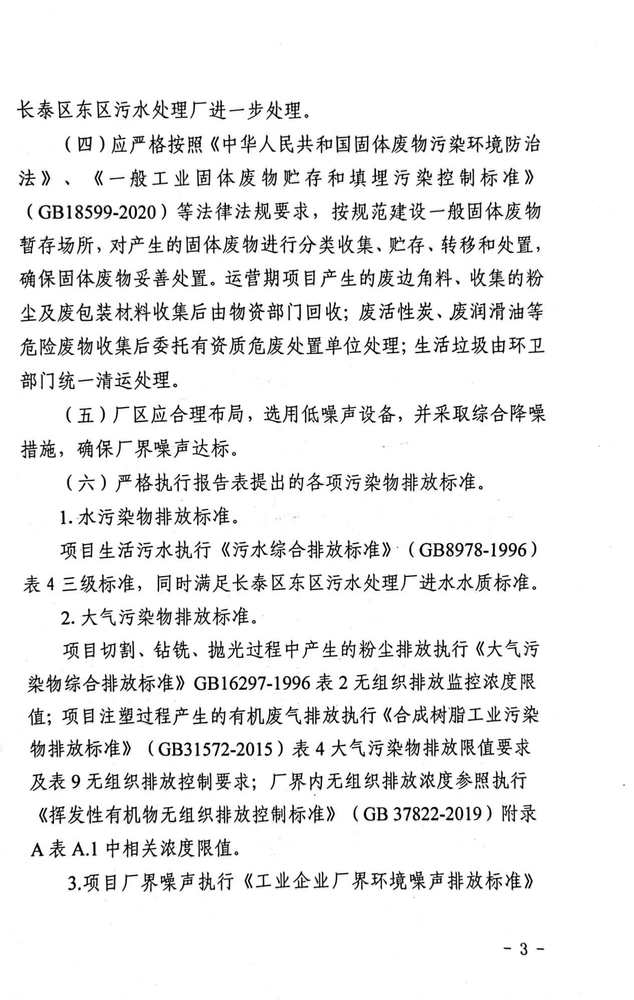 长泰区东区污水处理厂进一步处理。
（四）应严格按照《中华人民共和国固体废物污染环境防治
法》、《一般工业固体废物贮存和填埋污染控制标准》
（GB18599-2020）等法律法规要求，按规范建设一般固体废物
暂存场所，对产生的固体废物进行分类收集、贮存、转移和处置，
确保固体废物妥善处置。运营期项目产生的废边角料、收集的粉
尘及废包装材料收集后由物资部门回收；废活性炭、废润滑油等
危险废物收集后委托有资质危废处置单位处理；生活垃圾由环卫
部门统一清运处理。
（五）厂区应合理布局，选用低噪声设备，并采取综合降噪
措施，确保厂界噪声达标。
（六）严格执行报告表提出的各项污染物排放标准。
1.水污染物排放标准。
项目生活污水执行《污水综合排放标准》（GB8978-1996）
表 4 三级标准，同时满足长泰区东区污水处理厂进水水质标准。
2.大气污染物排放标准。
项目切割、钻铣、抛光过程中产生的粉尘排放执行《大气污
染物综合排放标准》GB16297-1996 表 2 无组织排放监控浓度限
值；项目注塑过程产生的有机废气排放执行《合成树脂工业污染
物排放标准》（GB31572-2015）表 4 大气污染物排放限值要求
及表 9 无组织排放控制要求；厂界内无组织排放浓度参照执行
《挥发性有机物无组织排放控制标准》（GB 37822-2019）附录
A 表 A.1 中相关浓度限值。
3.项目厂界噪声执行《工业企业厂界环境噪声排放标准》
- 3 -